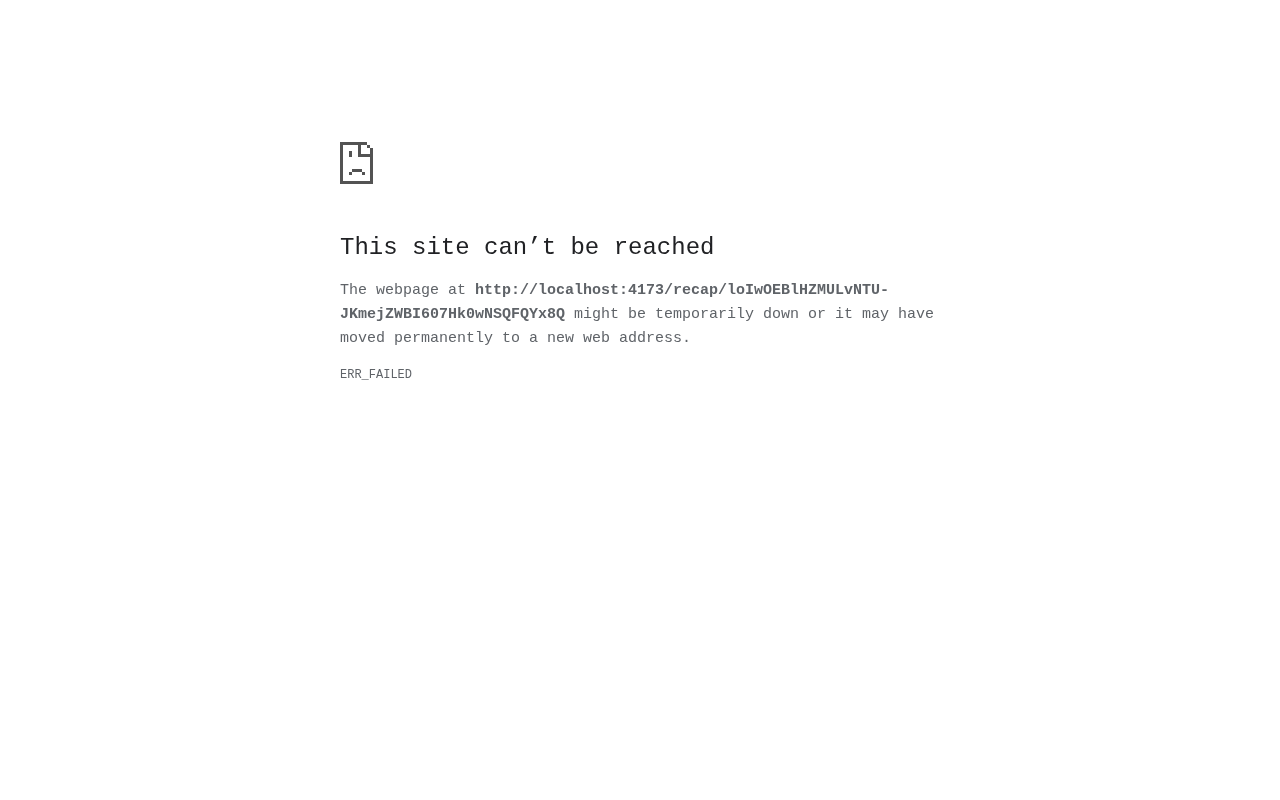 This site can’t be reached
The webpage at http://localhost:4173/recap/loIwOEBlHZMULvNTU-
JKmejZWBI607Hk0wNSQFQYx8Q might be temporarily down or it may have
moved permanently to a new web address.
ERR_FAILED